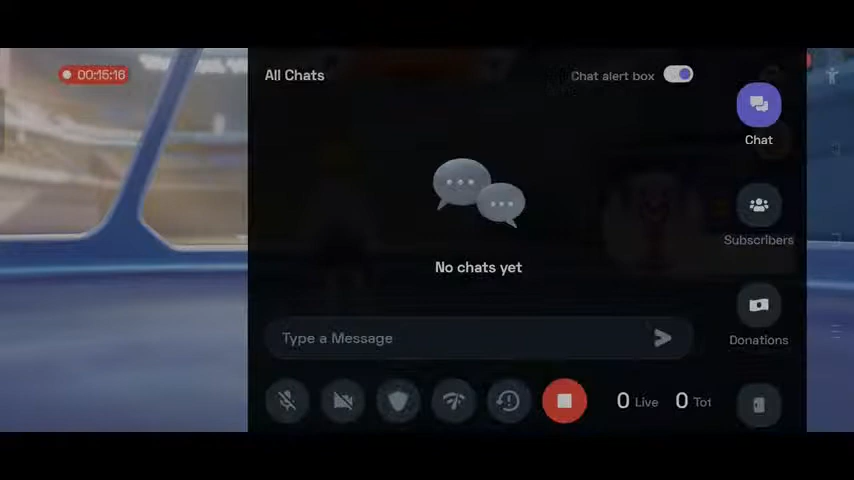 00:15:16
All Chats
Chat alert box
Chat
Subscribers
No chats yet
Donations
Type a Message
0 Live 0 Tot